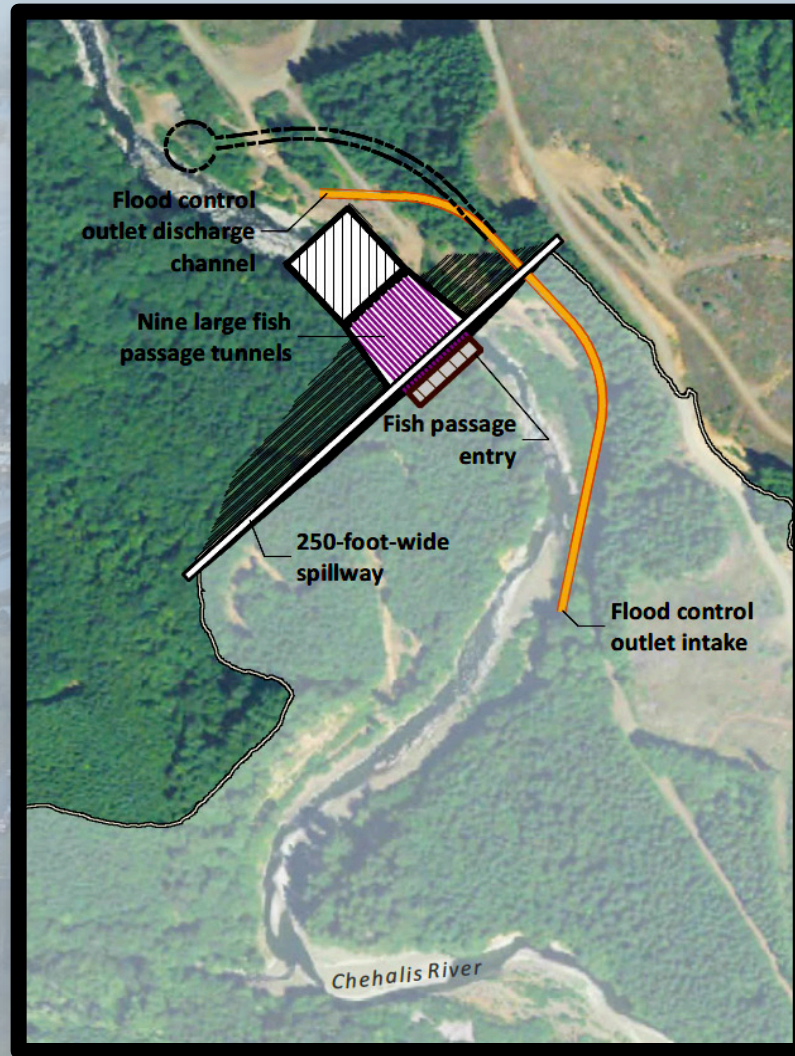 Flood control
outlet discharge
channel
Nine large fish
passage tunnels
Fish passage
entry
250-foot-wide
spillway
Flood control
outlet intake
Chehalis River